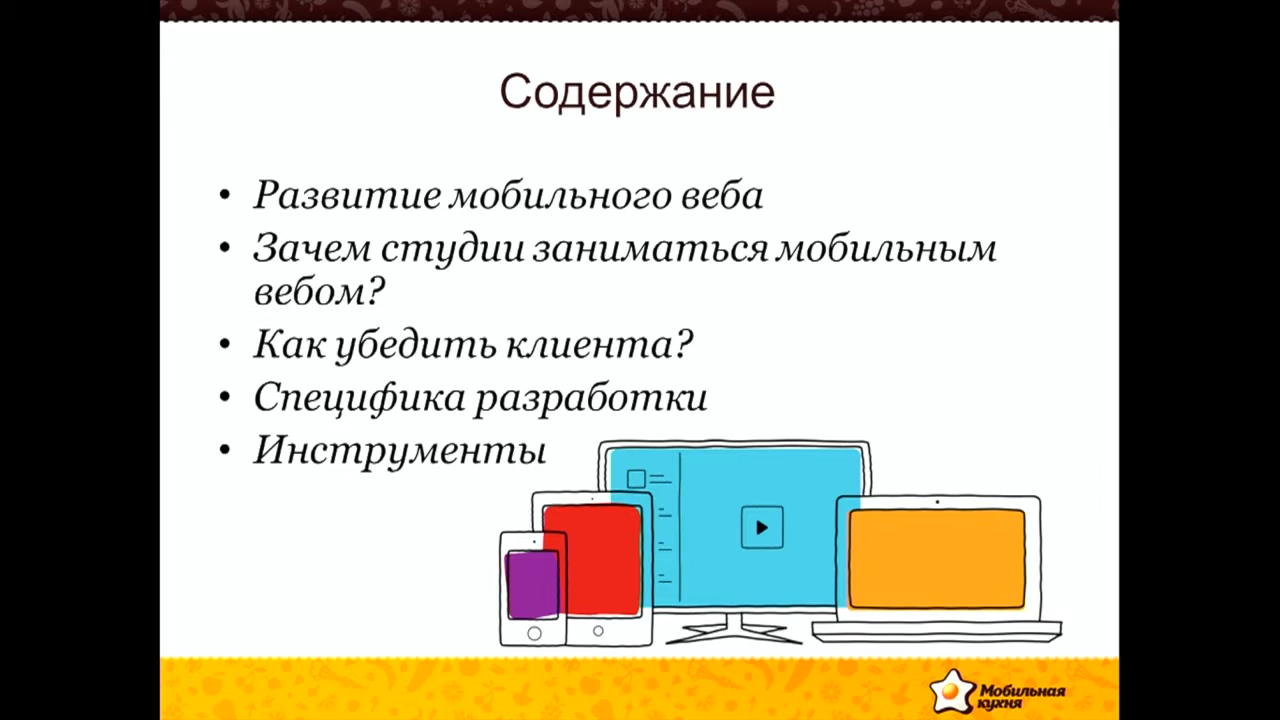 Содержание
• Развитие мобильного веба
• Зачем студии заниматься мобильным
вебом?
• Как убедить клиента?
• Специфика разработки
• Инструменты
Мобильная
кухня